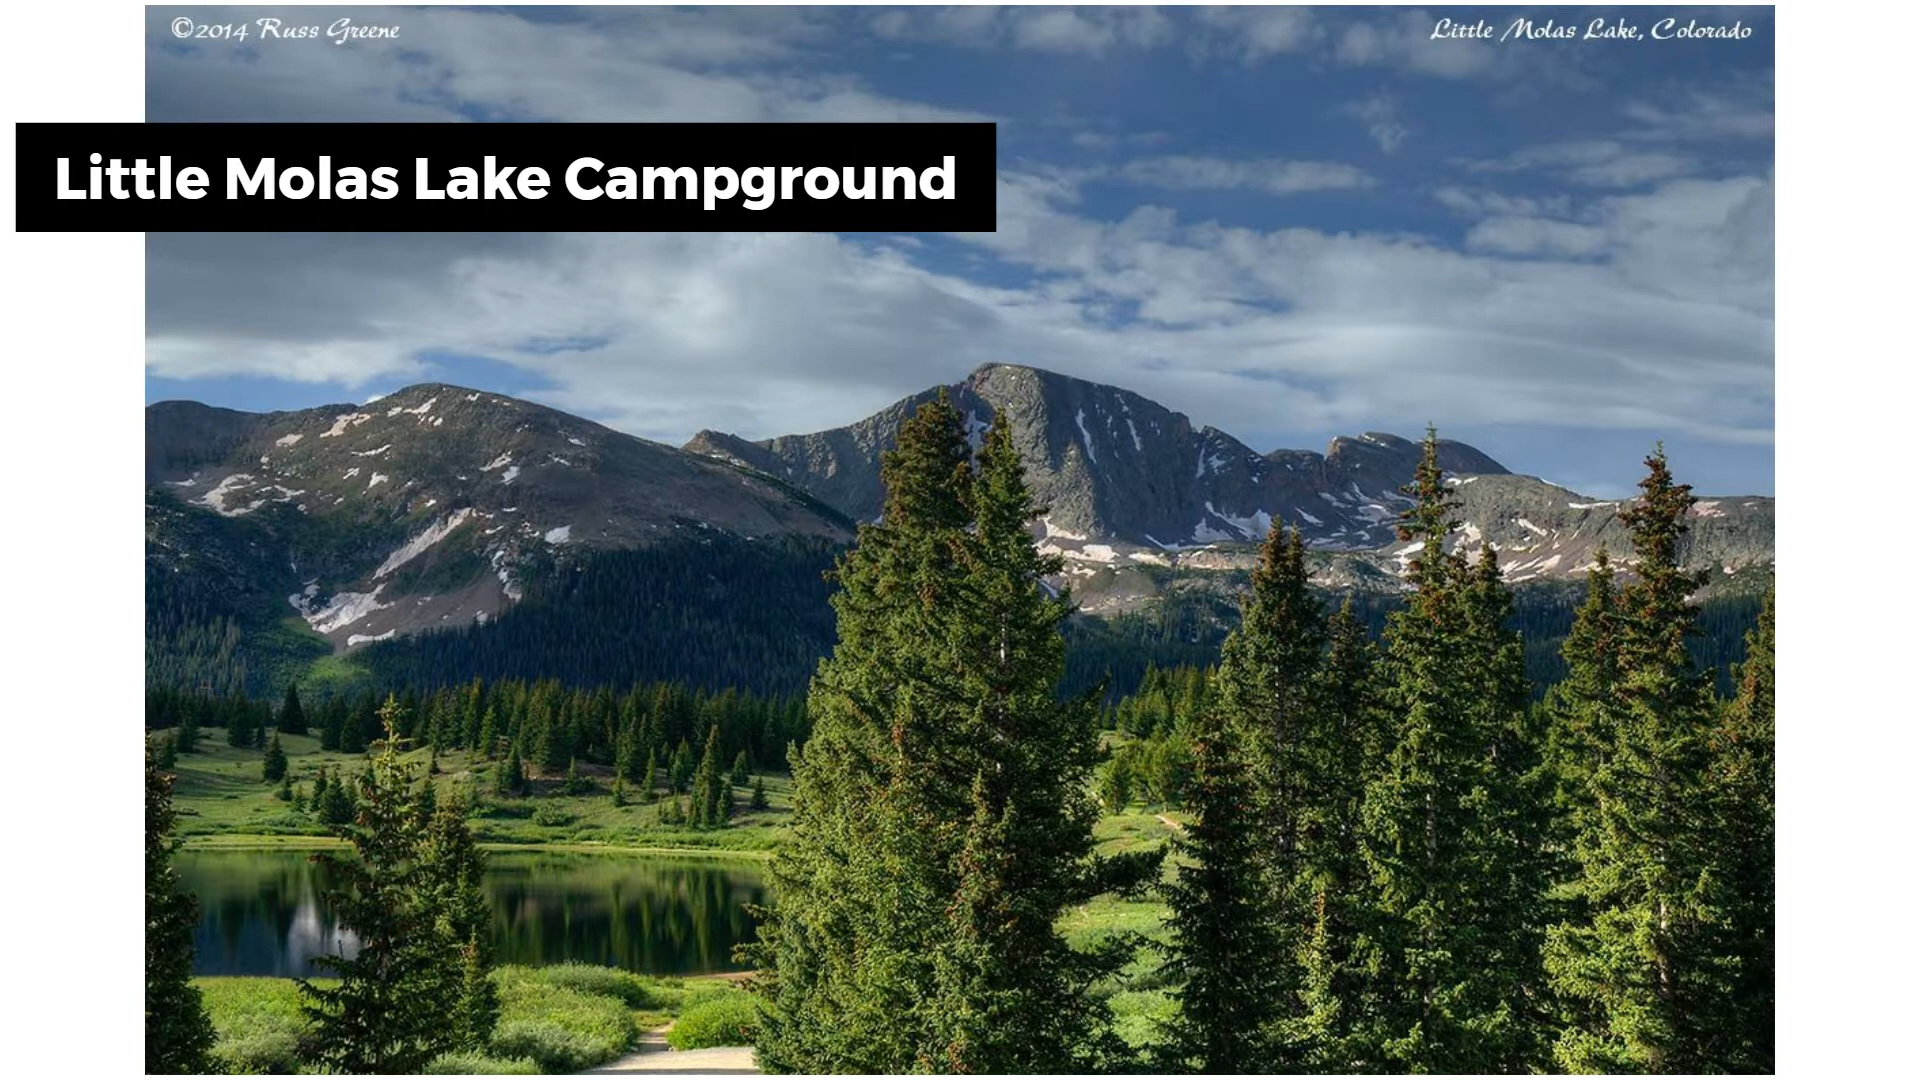 ©2014 Russ Greene
Little Molas Lake, Colorado
Little Molas Lake Campground